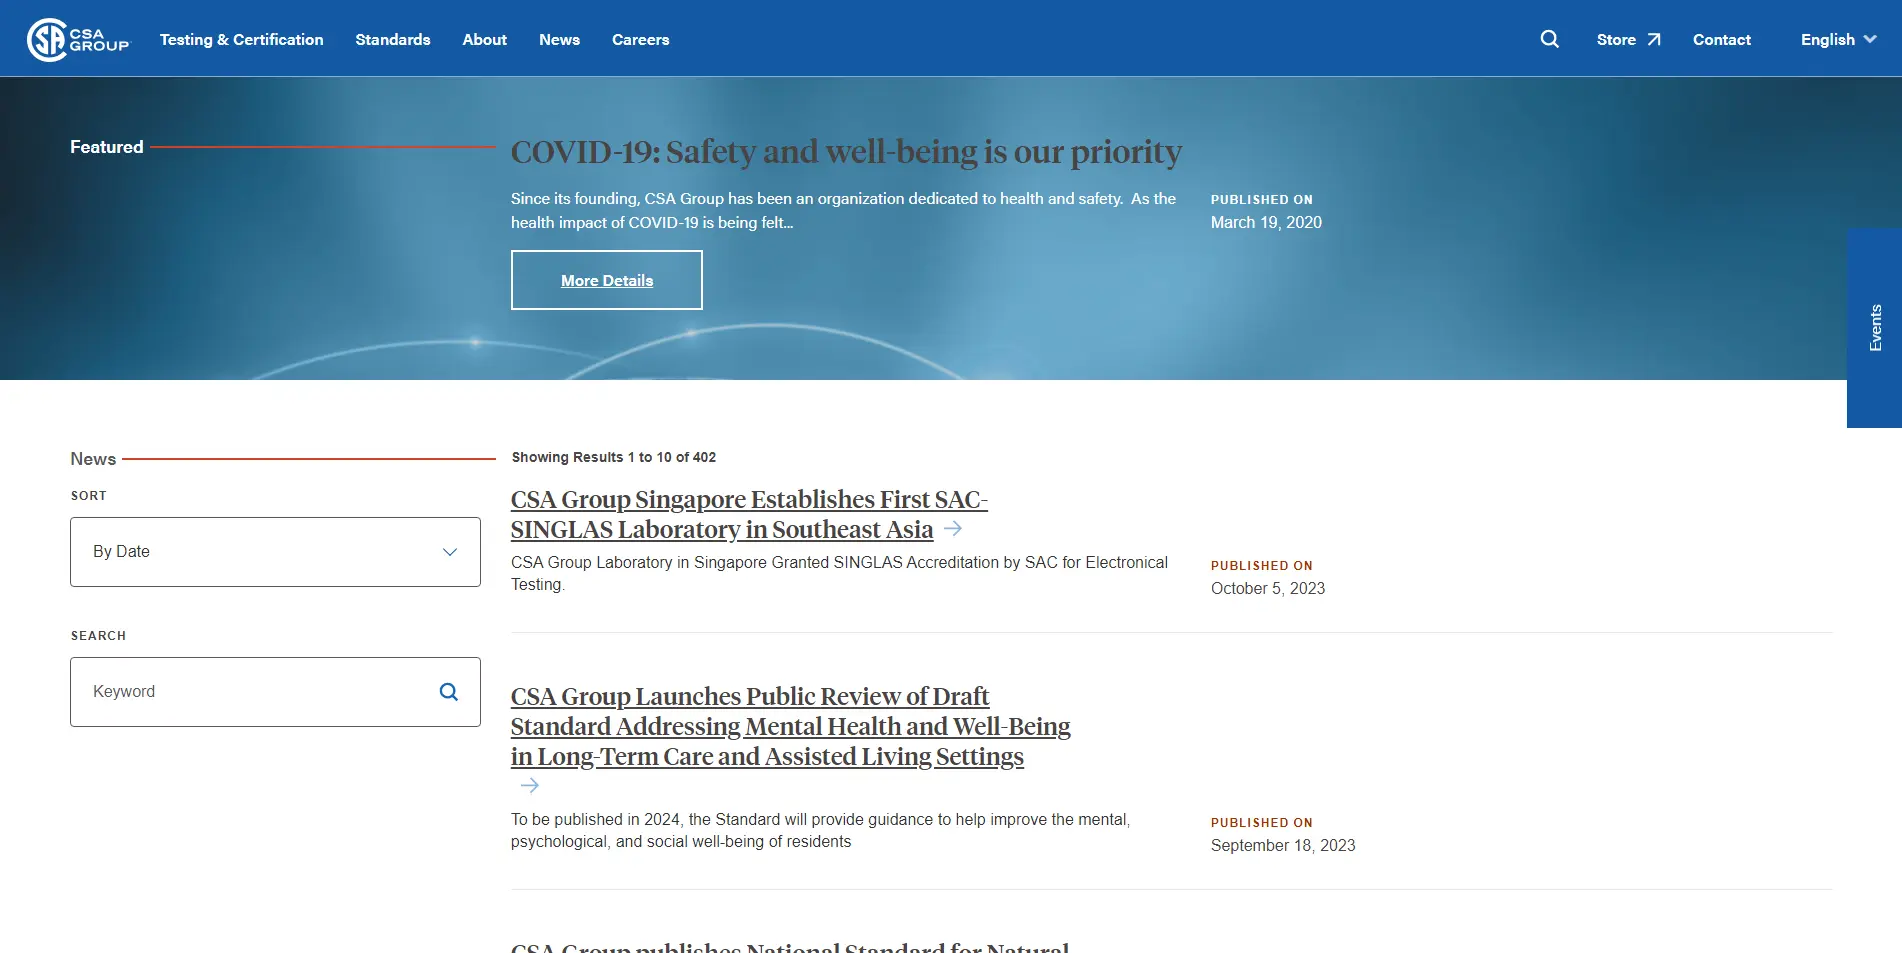 CSA
GROUP
Testing & Certification
Standards
About
News
Careers
Store
Contact
English
Featured
COVID-19: Safety and well-being is our priority
Since its founding, CSA Group has been an organization dedicated to health and safety.  As the
health impact of COVID-19 is being felt...
PUBLISHED ON
March 19, 2020
More Details
Events
News
SORT
By Date
SEARCH
Keyword
Showing Results 1 to 10 of 402
CSA Group Singapore Establishes First SAC-
SINGLAS Laboratory in Southeast Asia
CSA Group Laboratory in Singapore Granted SINGLAS Accreditation by SAC for Electronical
Testing.
PUBLISHED ON
October 5, 2023
CSA Group Launches Public Review of Draft
Standard Addressing Mental Health and Well-Being
in Long-Term Care and Assisted Living Settings
To be published in 2024, the Standard will provide guidance to help improve the mental,
psychological, and social well-being of residents
PUBLISHED ON
September 18, 2023
CSA Group publishes National Standard for Natural